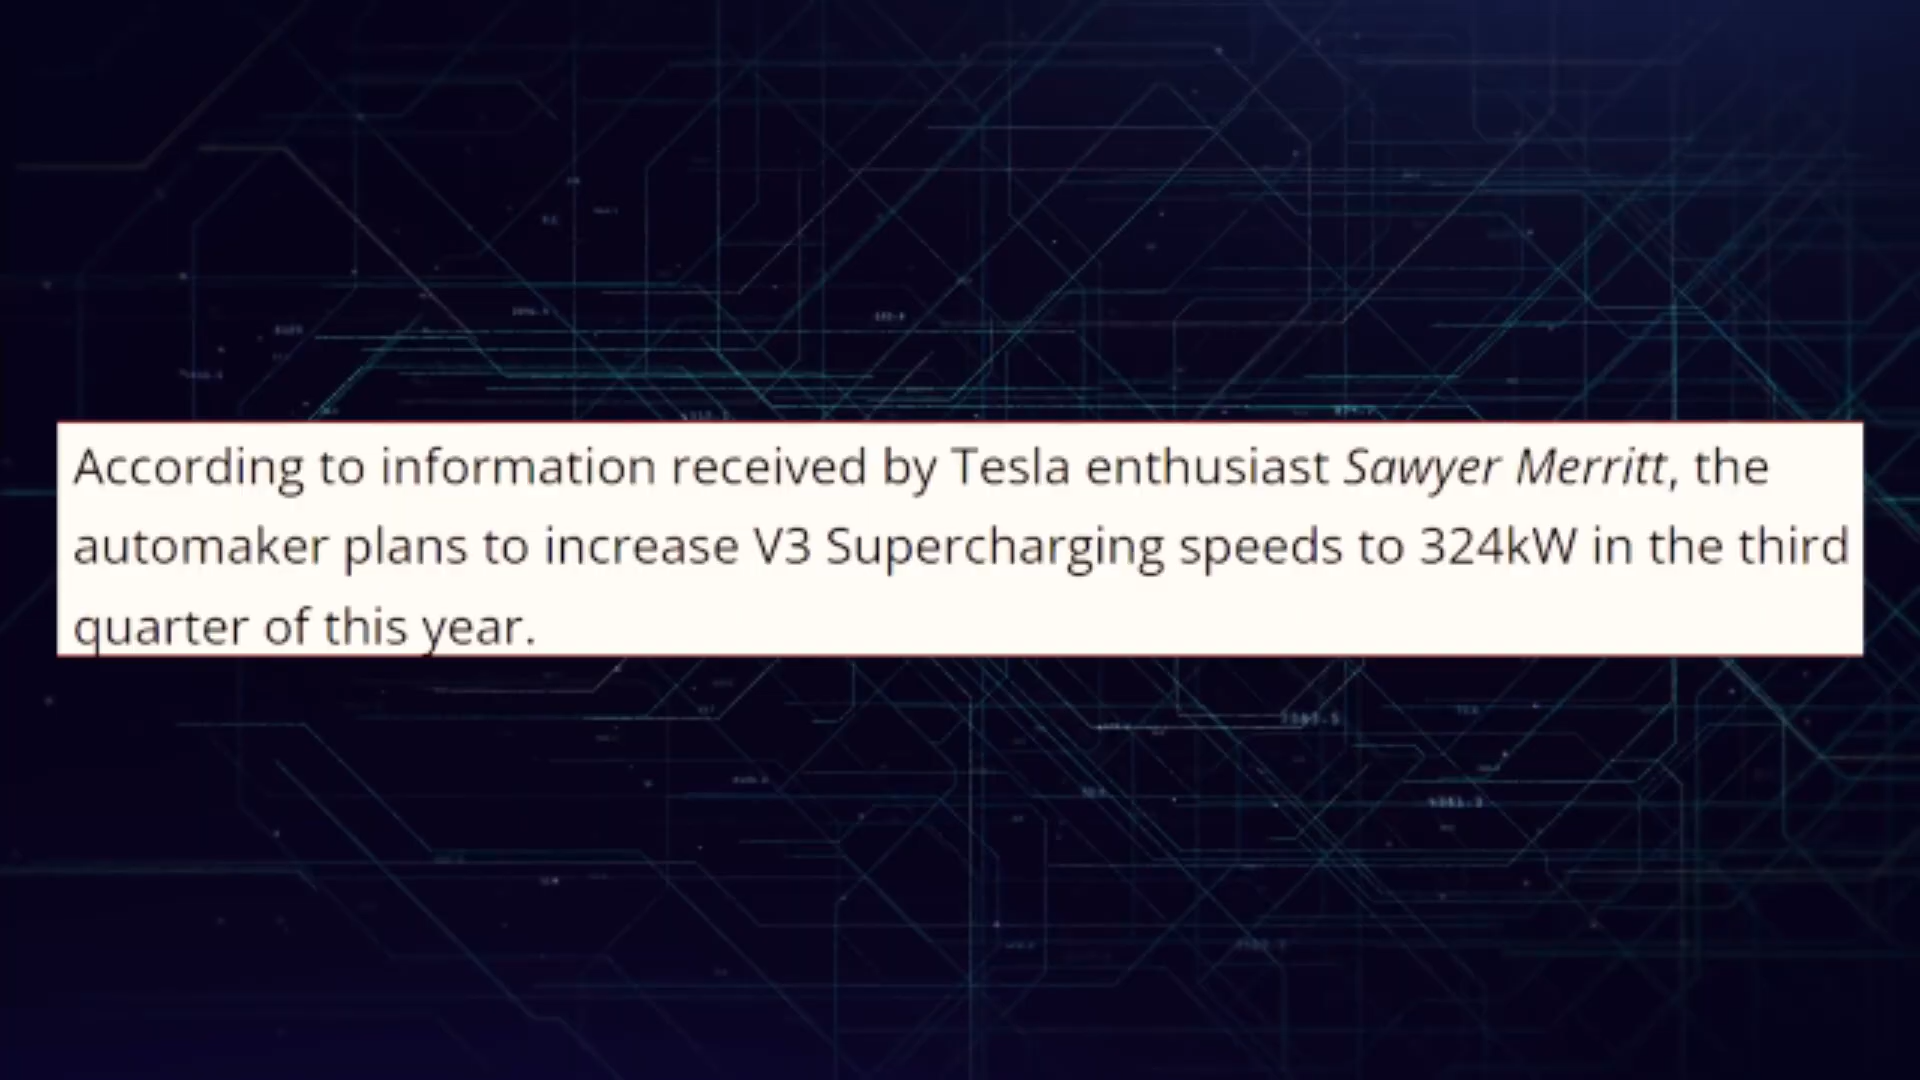 According to information received by Tesla enthusiast Sawyer Merritt, the
automaker plans to increase V3 Supercharging speeds to 324kW in the third
quarter of this year.